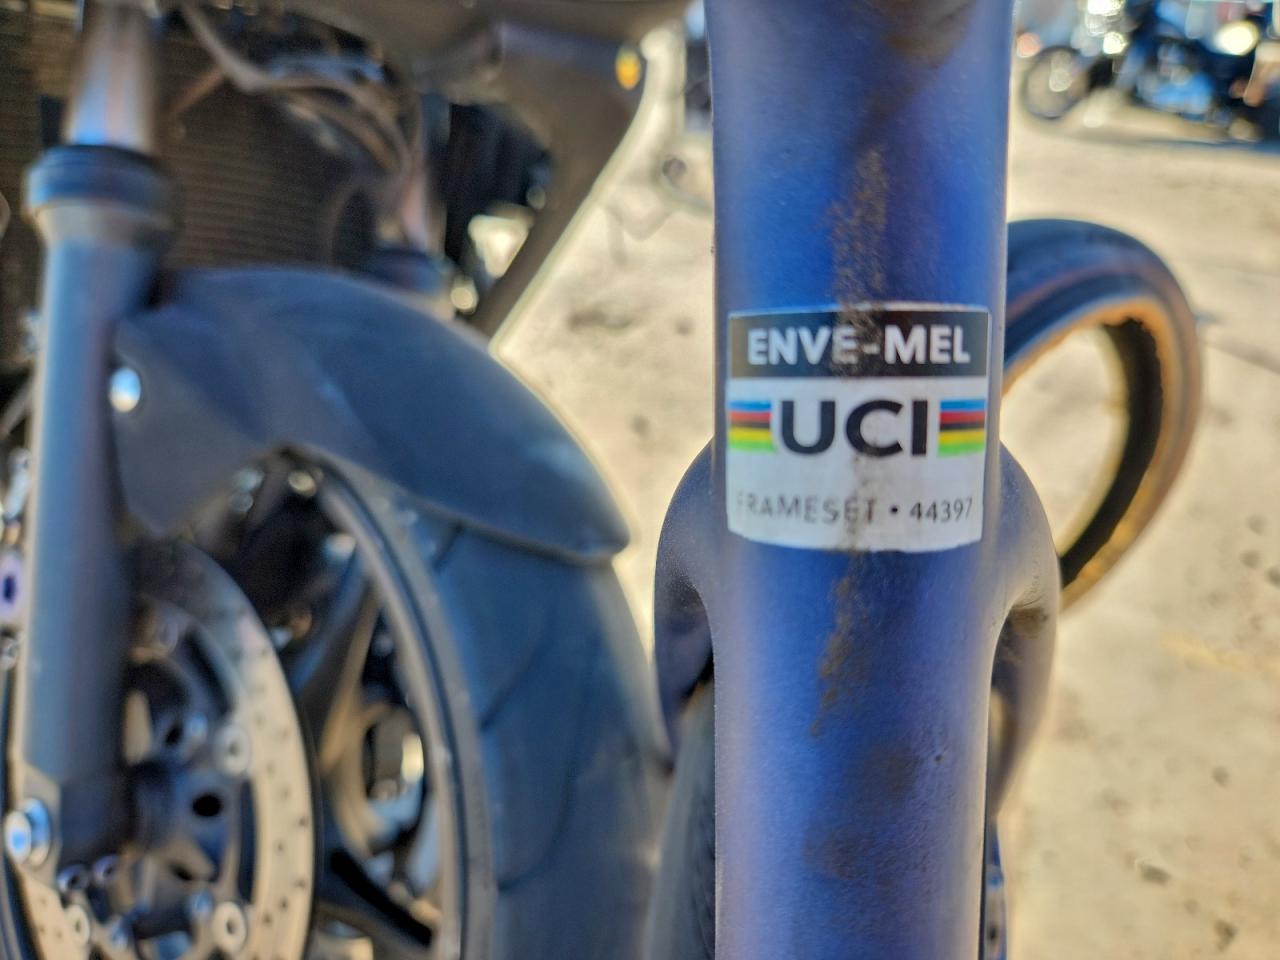 ENVE-MEL
UCI
FRAMESET • 44397